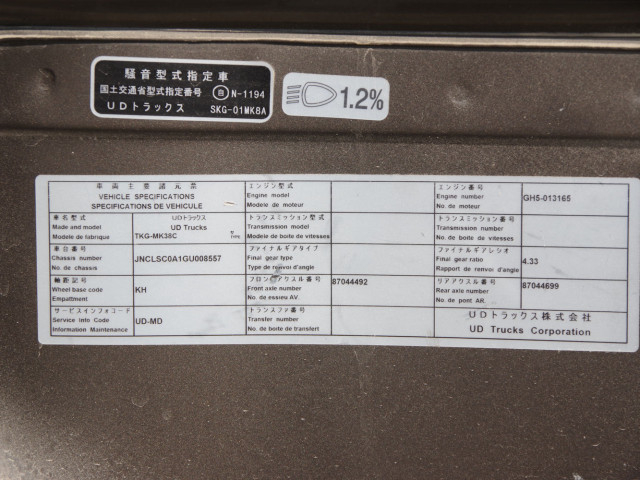 騒音型式指定車
国土交通省型式指定番号 自 N-1194
UDトラックス SKG-01MK8A
1.2%
車両主要諸元票
VEHICLE SPECIFICATIONS
SPECIFICATIONS DE VEHICULE
エンジン型式
Engine model
Modele de moteur
エンジン番号
Engine number
No. de moteur
GH5-013165
車名型式
Made and model
Modele de fabrique
UDトラックス
UD Trucks
TKG-MK38C
トランスミッション型式
Transmission model
Modele de boite de vitesses
トランスミッション番号
Transmission number
No. de boite de vitesses
車台番号
Chassis number
No. de chassis
JNCLSC0A1GU008557
ファイナルギアタイプ
Final gear type
Type de renvoi d'angle
ファイナルギアレシオ
Final gear ratio
Rapport de renvoi d'angle
4.33
軸距記号
Wheel base code
Empattment
KH
フロントアクスル番号
Front axle number
No. de essieu AV.
87044492
リアアクスル番号
Rear axle number
No. de pont AR.
87044699
サービスインフォコード
Service info Code
Information Maintenance
UD-MD
トランスファ番号
Transfer number
No. de boite de transfert
UDトラックス株式会社
UD Trucks Corporation